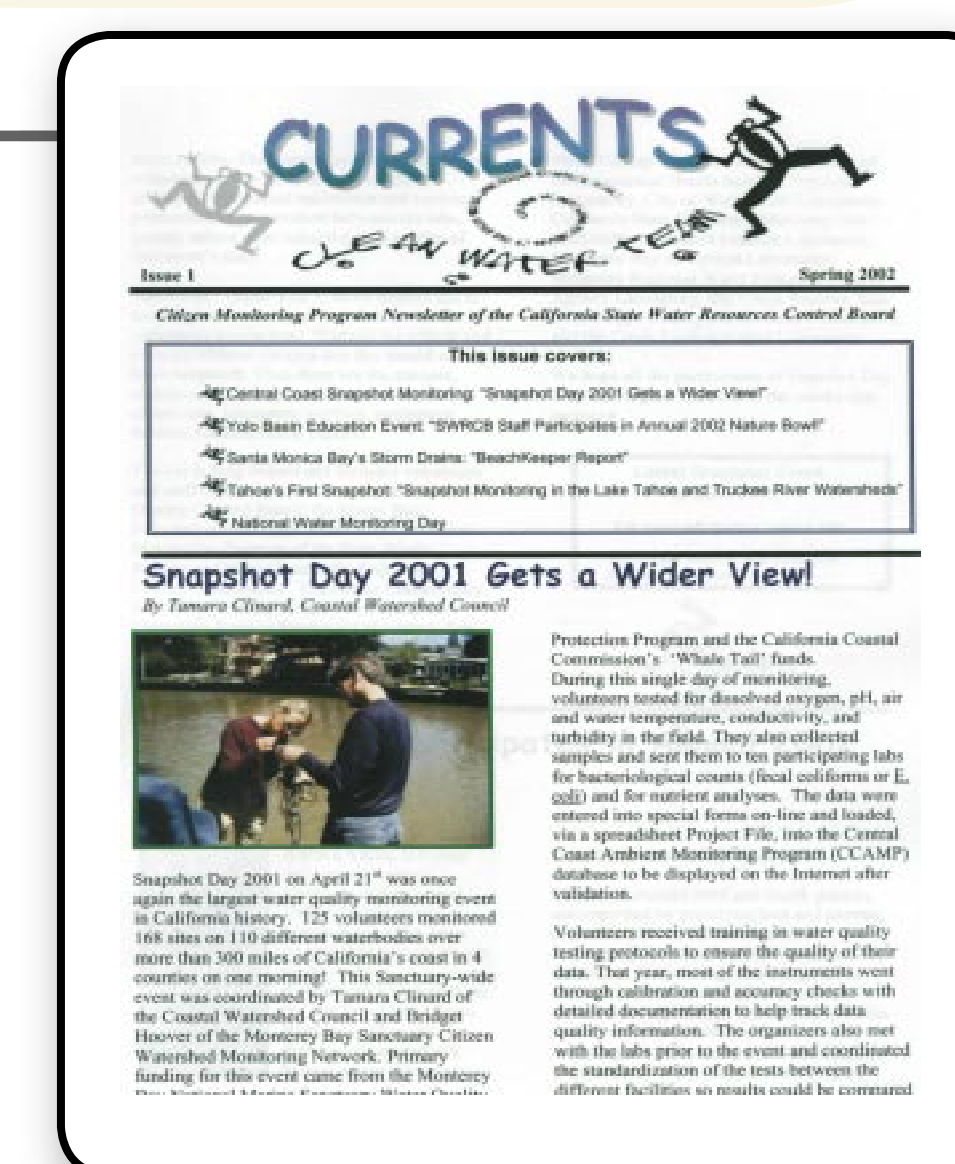 CURRENTS
CLEAN WATER TEAM
Issue 1
Spring 2002
Citizen Monitoring Program Newsletter of the California State Water Resources Control Board
This issue covers:
Central Coast Snapshot Monitoring: "Snapshot Day 2001 Gets a Wider View!"
Yolo Basin Education Event: "SWRCB Staff Participates in Annual 2002 Nature Bowl!"
Santa Monica Bay's Storm Drains: "BeachKeeper Report"
Tahoe's First Snapshot: "Snapshot Monitoring in the Lake Tahoe and Truckee River Watersheds"
National Water Monitoring Day
Snapshot Day 2001 Gets a Wider View!
By Tamara Clinard, Coastal Watershed Council
Snapshot Day 2001 on April 21st was once
again the largest water quality monitoring event
in California history. 125 volunteers monitored
168 sites on 110 different waterbodies over
more than 300 miles of California's coast in 4
counties on one morning! This Sanctuary-wide
event was coordinated by Tamara Clinard of
the Coastal Watershed Council and Bridget
Hoover of the Monterey Bay Sanctuary Citizen
Watershed Monitoring Network. Primary
funding for this event came from the Monterey
Bay National Marine Sanctuary Water Quality
Protection Program and the California Coastal
Commission's 'Whale Tail' funds.
During this single day of monitoring,
volunteers tested for dissolved oxygen, pH, air
and water temperature, conductivity, and
turbidity in the field. They also collected
samples and sent them to ten participating labs
for bacteriological counts (fecal coliforms or E.
coli) and for nutrient analyses. The data were
entered into special forms on-line and loaded,
via a spreadsheet Project File, into the Central
Coast Ambient Monitoring Program (CCAMP)
database to be displayed on the Internet after
validation.
Volunteers received training in water quality
testing protocols to ensure the quality of their
data. That year, most of the instruments went
through calibration and accuracy checks with
detailed documentation to help track data
quality information. The organizers also met
with the labs prior to the event and coordinated
the standardization of the tests between the
different facilities so results could be compared